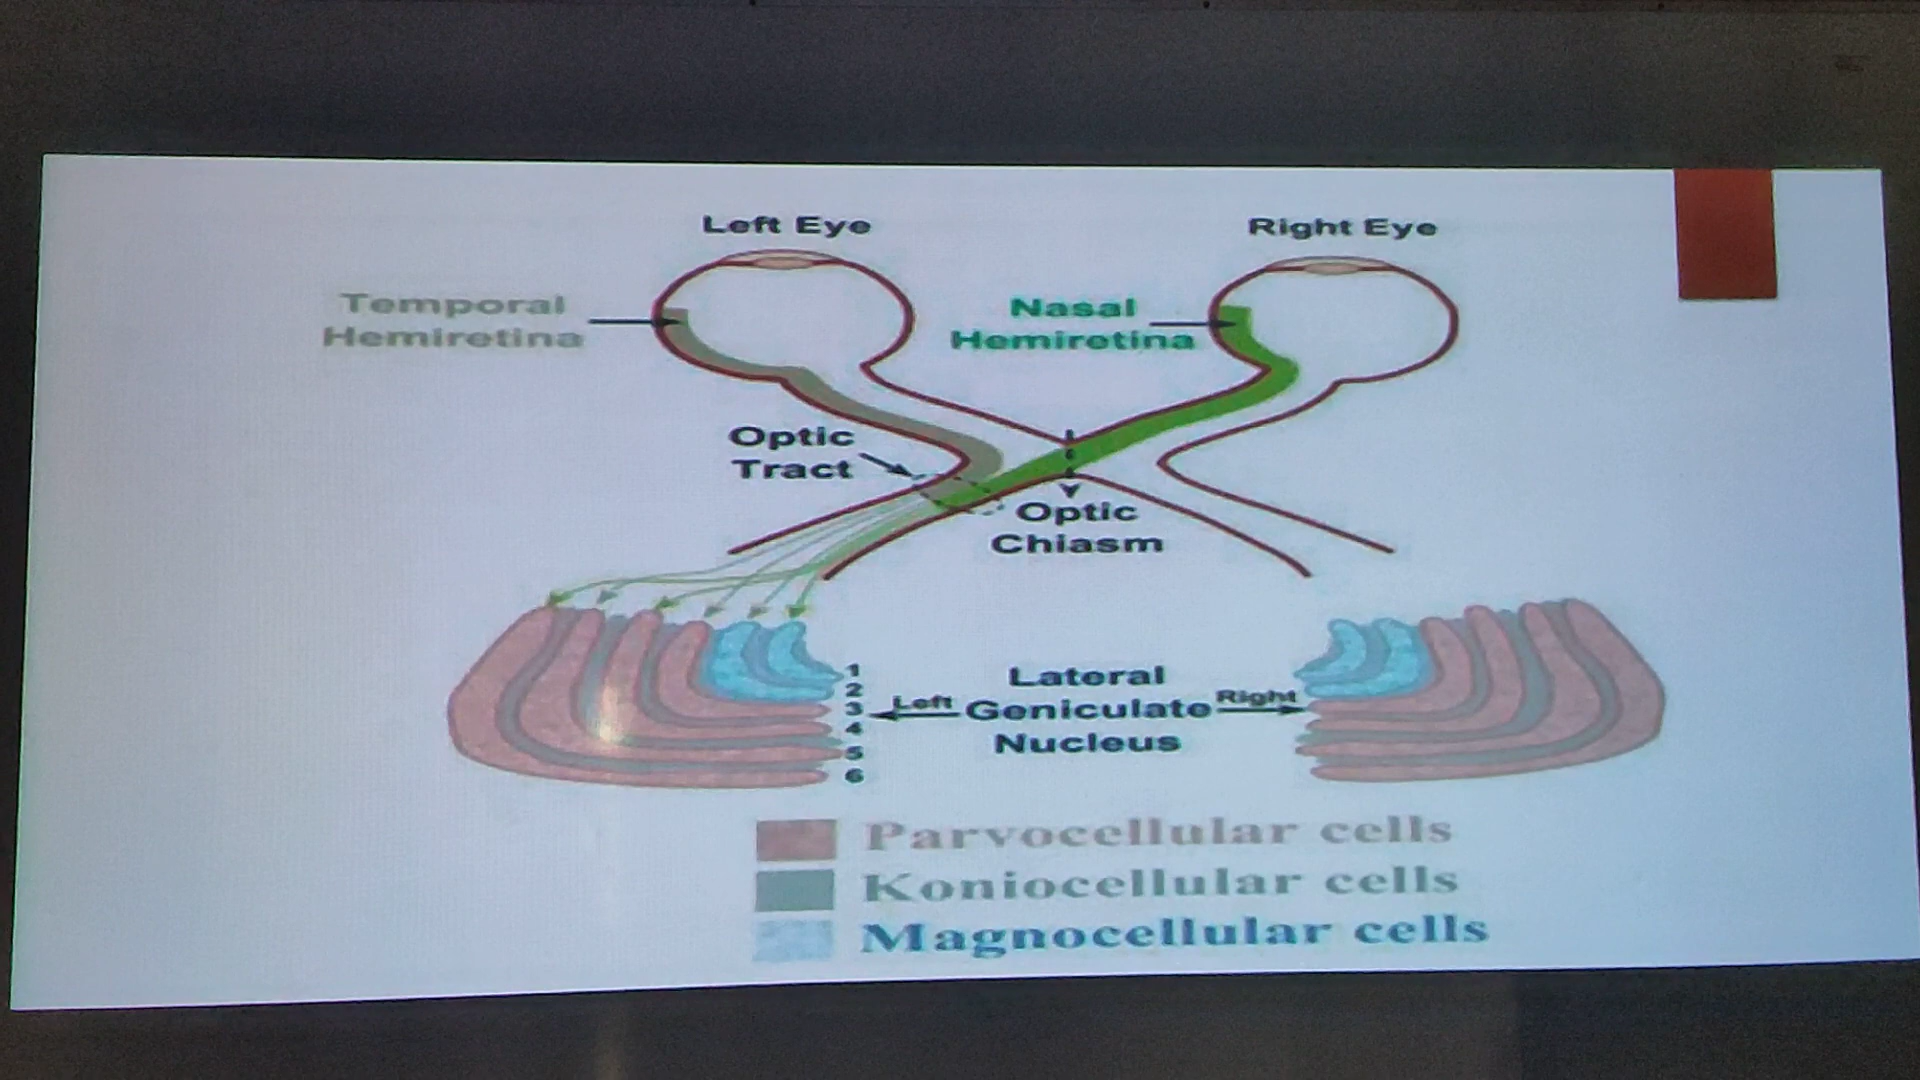 Left Eye
Right Eye
Temporal
Hemiretina
Nasal
Hemiretina
Optic
Tract
Optic
Chiasm
1
2
3
4
5
6
Left
Lateral
Geniculate
Nucleus
Right
Parvocellular cells
Koniocellular cells
Magnocellular cells